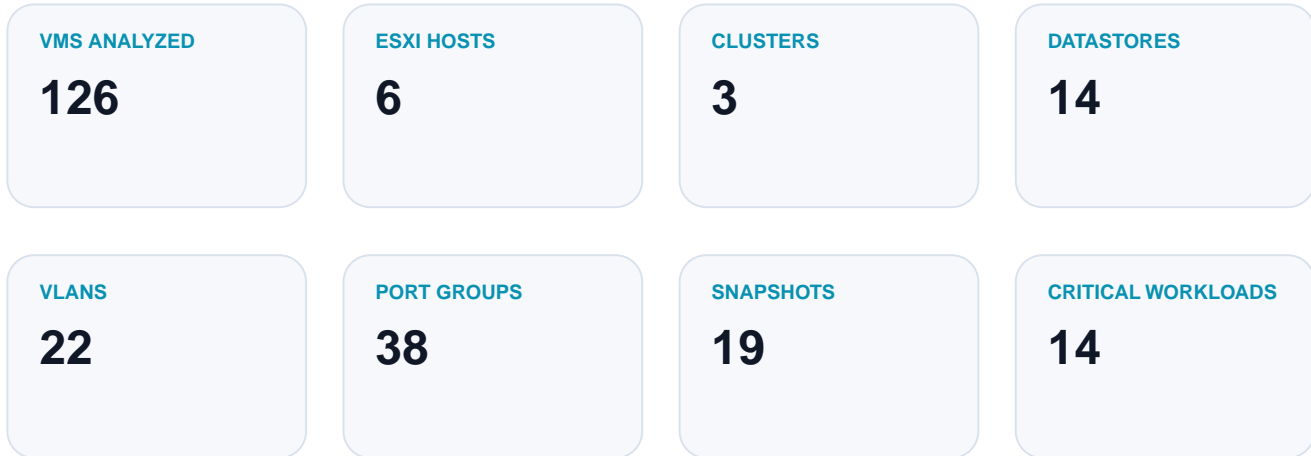 VMS ANALYZED
126
ESXI HOSTS
6
CLUSTERS
3
DATASTORES
14
VLANS
22
PORT GROUPS
38
SNAPSHOTS
19
CRITICAL WORKLOADS
14